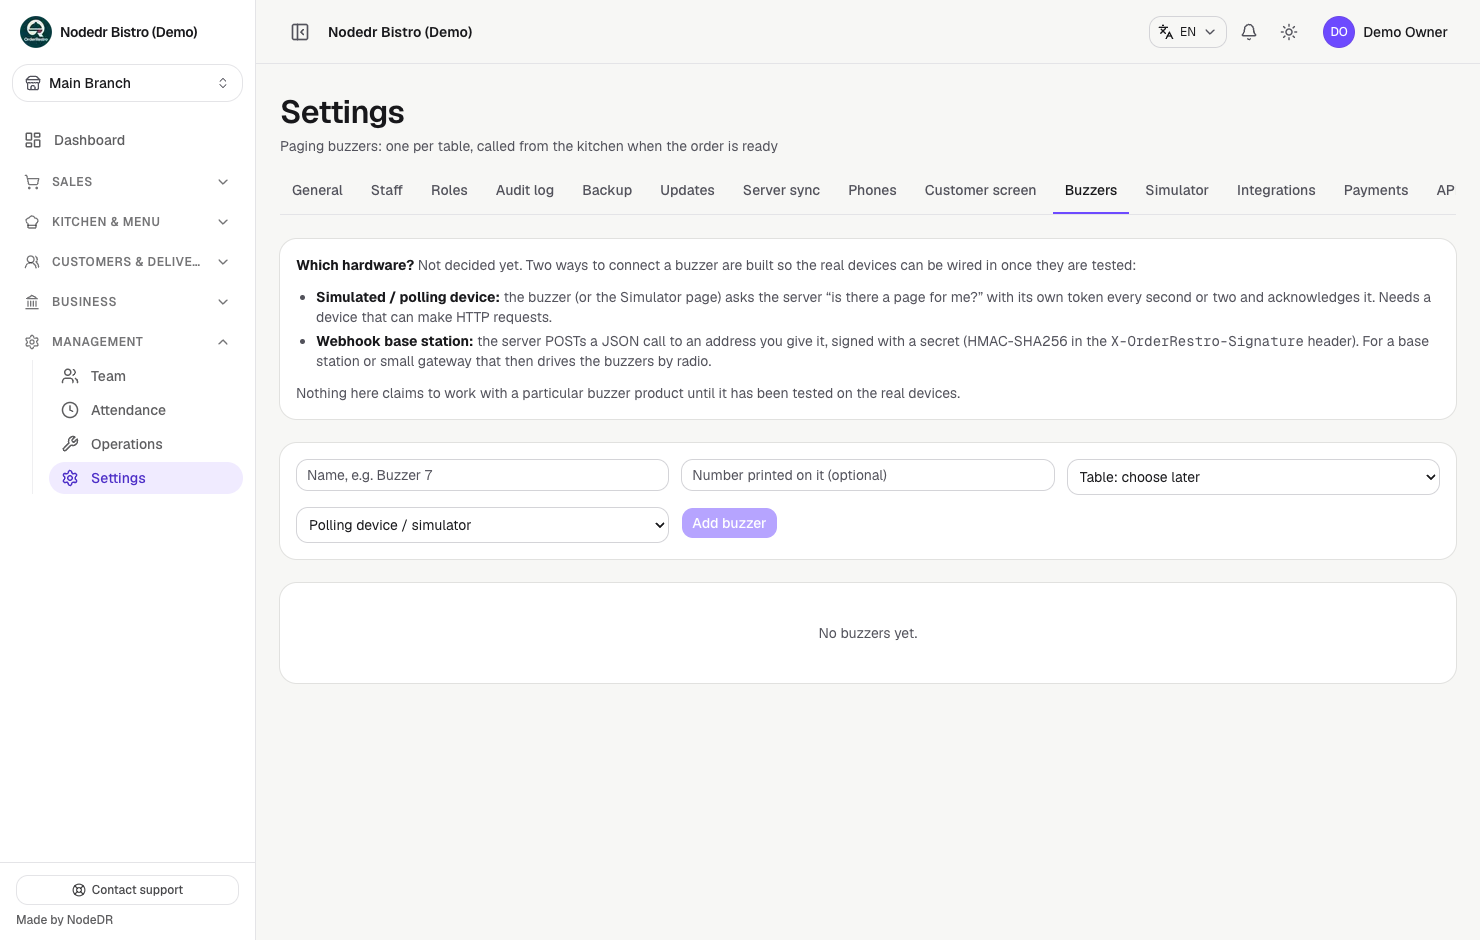 Nodedr Bistro (Demo)
Main Branch
Dashboard
SALES
KITCHEN & MENU
CUSTOMERS & DELIVE...
BUSINESS
MANAGEMENT
Team
Attendance
Operations
Settings
Contact support
Made by NodeDR
Nodedr Bistro (Demo)
EN
DO
Demo Owner
Settings
Paging buzzers: one per table, called from the kitchen when the order is ready
General Staff Roles Audit log Backup Updates Server sync Phones Customer screen Buzzers Simulator Integrations Payments AP
Which hardware? Not decided yet. Two ways to connect a buzzer are built so the real devices can be wired in once they are tested:
• Simulated / polling device: the buzzer (or the Simulator page) asks the server “is there a page for me?” with its own token every second or two and acknowledges it. Needs a
device that can make HTTP requests.
• Webhook base station: the server POSTs a JSON call to an address you give it, signed with a secret (HMAC-SHA256 in the X-OrderRestro-Signature header). For a base
station or small gateway that then drives the buzzers by radio.
Nothing here claims to work with a particular buzzer product until it has been tested on the real devices.
Name, e.g. Buzzer 7
Number printed on it (optional)
Table: choose later
Polling device / simulator
Add buzzer
No buzzers yet.